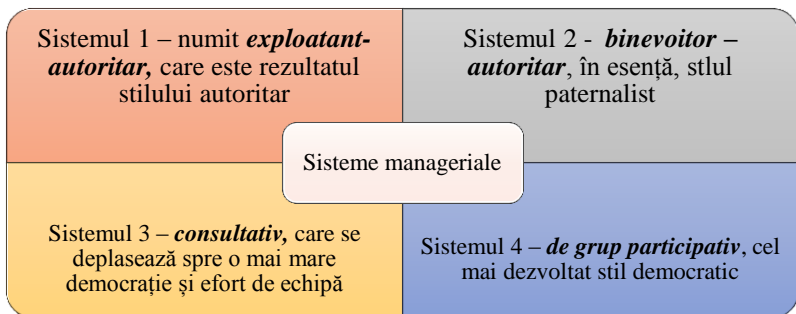 Sistemul 1 – numit exploatant-
autoritar, care este rezultatul
stilului autoritar
Sistemul 2 - binevoitor –
autoritar, în esență, stlul
paternalist
Sisteme manageriale
Sistemul 3 – consultativ, care se
deplasează spre o mai mare
democrație și efort de echipă
Sistemul 4 – de grup participativ, cel
mai dezvoltat stil democratic